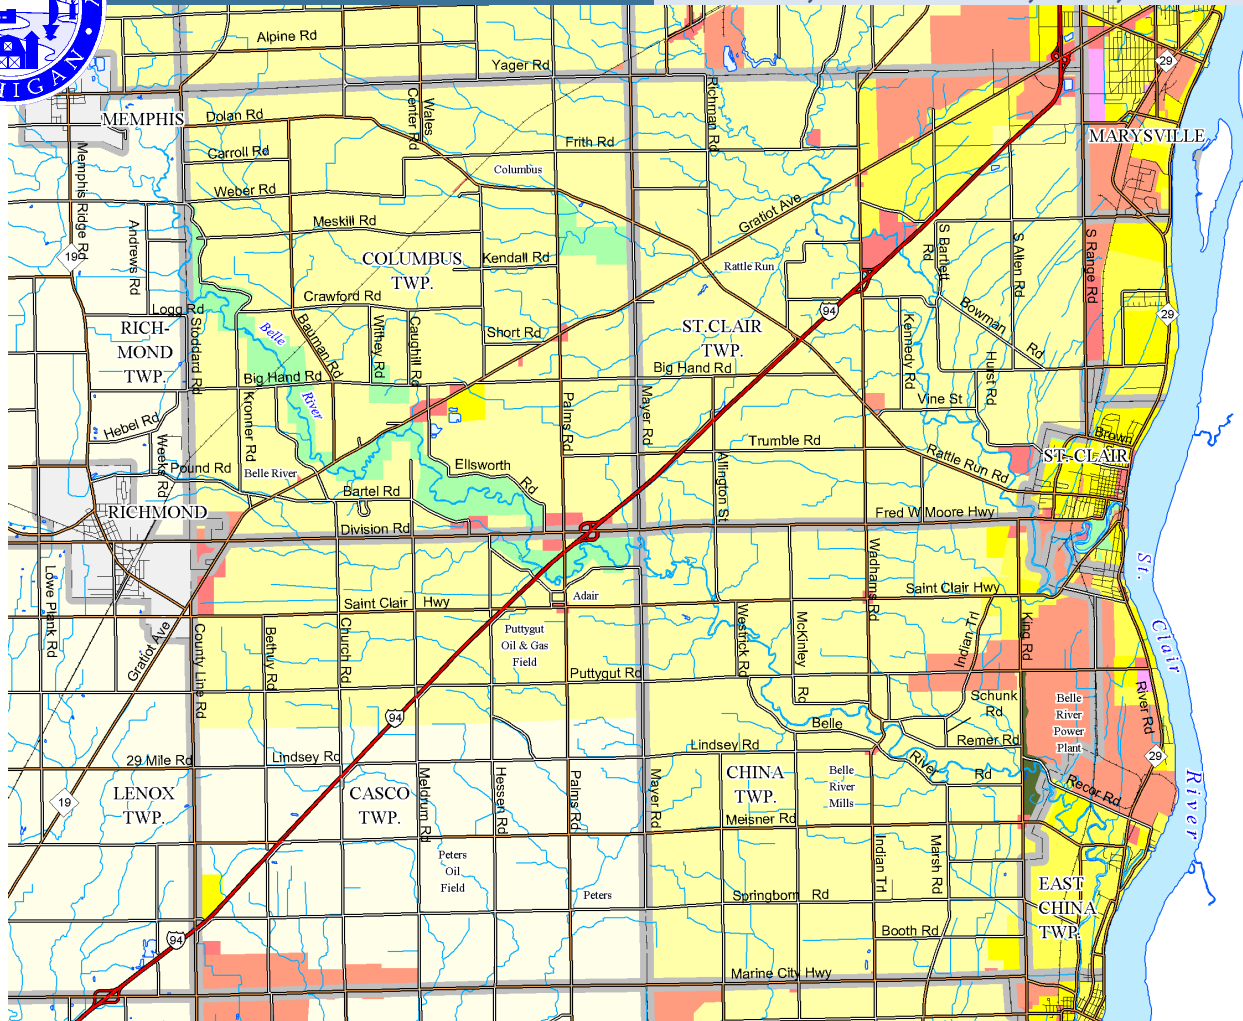 HIGAN
Alpine Rd
Yager Rd
29
MEMPHIS
Dolan Rd
Wales
Center Rd
Richman Rd
MARYSVILLE
Frith Rd
Carroll Rd
Columbus
Weber Rd
Memphis Ridge Rd
Meskill Rd
Gratiot Ave
Andrews Rd
S Bartlett
Rd
S Allen Rd
S Range Rd
19
COLUMBUS
TWP.
Kendall Rd
Rattle Run
Logg Rd
Crawford Rd
94
29
RICH-
MOND
TWP.
Stoddard Rd
Belle
River
Bauman Rd
Withey Rd
Caughill Rd
Short Rd
ST.CLAIR
TWP.
Kennedy Rd
Bowman
Rd
Hurst Rd
Big Hand Rd
Big Hand Rd
Kronner Rd
Palms Rd
Mayer Rd
Vine St
Hebel Rd
Weeks Rd
Trumble Rd
Brown
ST. CLAIR
Pound Rd
Belle River
Ellsworth
Rd
Rattle Run Rd
Bartel Rd
Allington St
RICHMOND
Division Rd
Fred W Moore Hwy
Lowe Plank Rd
Wadhams Rd
St.
Clair
River
Saint Clair Hwy
Adair
Saint Clair Hwy
Gratiot Ave
County Line Rd
Bethuy Rd
Church Rd
Puttygut
Oil & Gas
Field
Westrick Rd
McKinley
Rd
Indian Trl
King Rd
Puttygut Rd
River Rd
94
Schunk
Rd
Belle
River
Power
Plant
Belle
River
Rd
Remer Rd
29 Mile Rd
Lindsey Rd
Lindsey Rd
29
Recor Rd
19
LENOX
TWP.
CASCO
TWP.
Meldrum Rd
Hessen Rd
Palms Rd
Mayer Rd
CHINA
TWP.
Belle
River
Mills
Meisner Rd
Indian Trl
Marsh Rd
Peters
Oil
Field
Peters
Springborn Rd
EAST
CHINA
TWP.
94
Booth Rd
Marine City Hwy